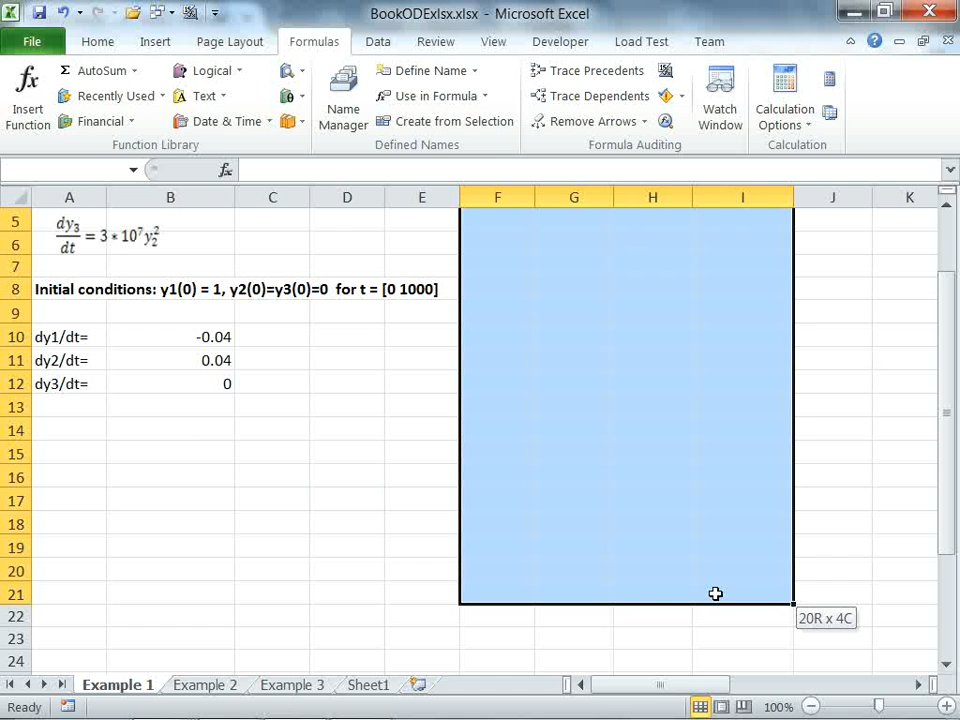 BookODExlsx.xlsx - Microsoft Excel
File Home Insert Page Layout Formulas Data Review View Developer Load Test Team
fx Insert Function
Σ AutoSum
Recently Used
Financial
Logical
A Text
Date & Time
θ
Function Library
Name Manager
Define Name
Use in Formula
Create from Selection
Defined Names
Trace Precedents
Trace Dependents
Remove Arrows
Formula Auditing
Watch Window
Calculation Options
Calculation
fx
A B C D E F G H I J K
5
dy₃/dt = 3 * 10⁷y₂²
6
7
8 Initial conditions: y1(0) = 1, y2(0)=y3(0)=0 for t = [0 1000]
9
10 dy1/dt= -0.04
11 dy2/dt= 0.04
12 dy3/dt= 0
13
14
15
16
17
18
19
20
21
20R x 4C
22
23
24
Example 1 Example 2 Example 3 Sheet1
Ready 100%